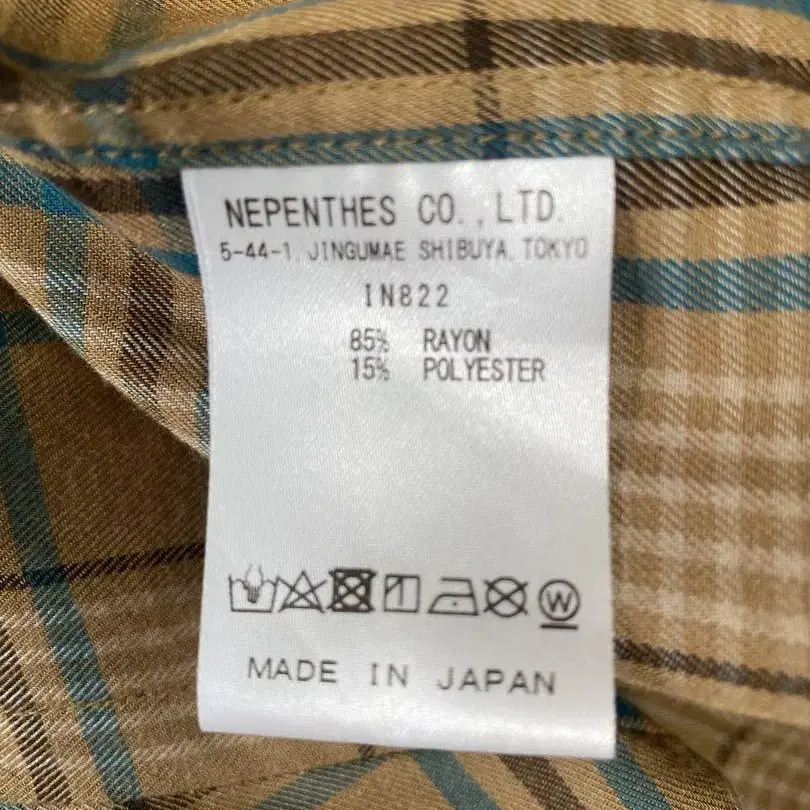 NEPENTHES CO.,LTD.
5-44-1, JINGUMAE SHIBUYA, TOKYO
IN822
85% RAYON
15% POLYESTER
W
MADE IN JAPAN